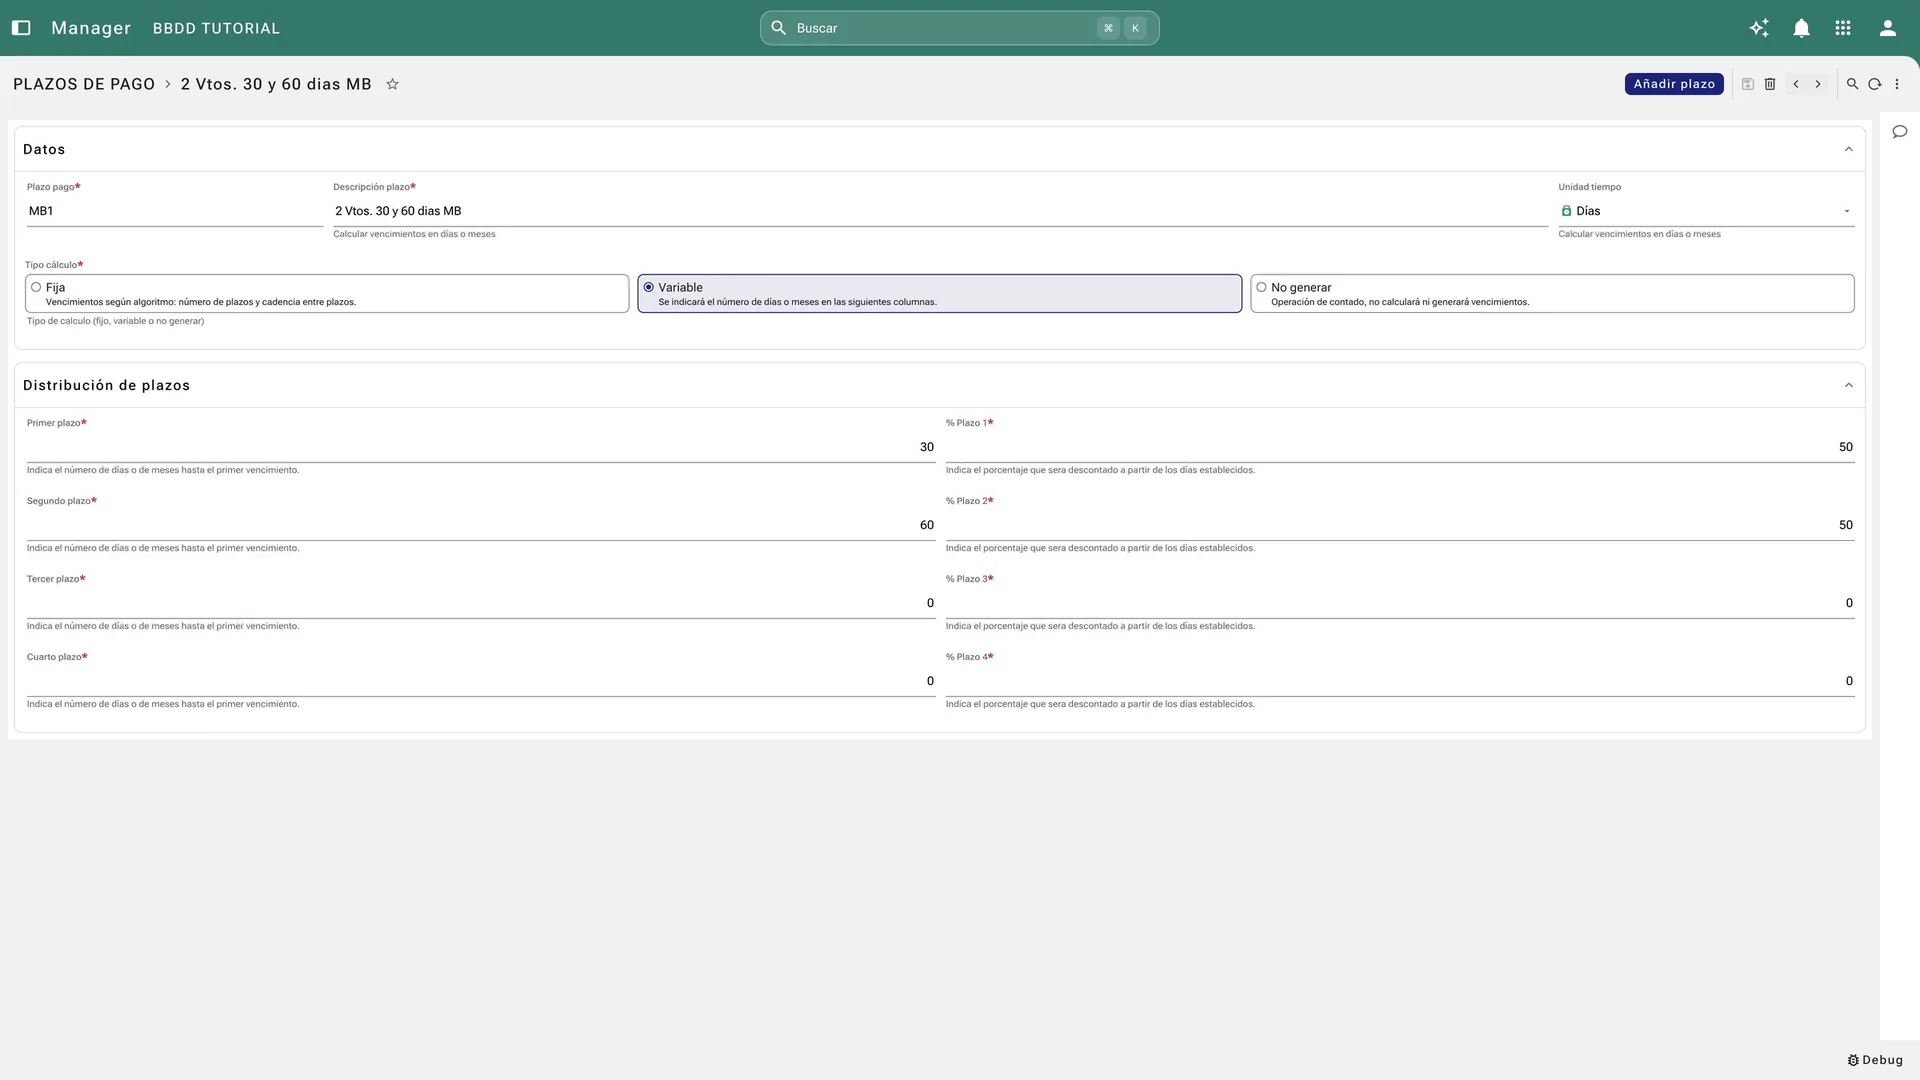 Manager BBDD TUTORIAL
Buscar ⌘ K
PLAZOS DE PAGO > 2 Vtos. 30 y 60 dias MB
Añadir plazo
Datos
Plazo pago*
MB1
Descripción plazo*
2 Vtos. 30 y 60 dias MB
Calcular vencimientos en días o meses
Unidad tiempo
Días
Calcular vencimientos en días o meses
Tipo cálculo*
Fija
Vencimientos según algoritmo: número de plazos y cadencia entre plazos.
Variable
Se indicará el número de días o meses en las siguientes columnas.
No generar
Operación de contado, no calculará ni generará vencimientos.
Tipo de calculo (fijo, variable o no generar)
Distribución de plazos
Primer plazo*
30
Indica el número de días o de meses hasta el primer vencimiento.
% Plazo 1*
50
Indica el porcentaje que sera descontado a partir de los días establecidos.
Segundo plazo*
60
Indica el número de días o de meses hasta el primer vencimiento.
% Plazo 2*
50
Indica el porcentaje que sera descontado a partir de los días establecidos.
Tercer plazo*
0
Indica el número de días o de meses hasta el primer vencimiento.
% Plazo 3*
0
Indica el porcentaje que sera descontado a partir de los días establecidos.
Cuarto plazo*
0
Indica el número de días o de meses hasta el primer vencimiento.
% Plazo 4*
0
Indica el porcentaje que sera descontado a partir de los días establecidos.
Debug